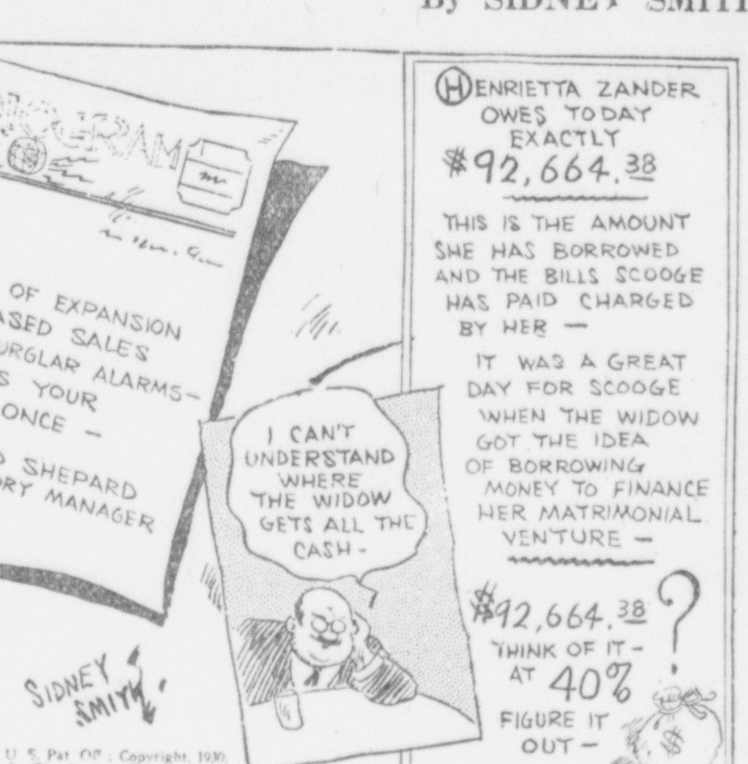 By SIDNEY SMITH
OF EXPANSION
ASED SALES
URGLAR ALARMS-
S YOUR
ONCE -
D SHEPARD
ORY MANAGER
SIDNEY
SMITH
U. S. Pat. Off.; Copyright, 1930,
I CAN'T
UNDERSTAND
WHERE
THE WIDOW
GETS ALL THE
CASH-
HENRIETTA ZANDER
OWES TODAY
EXACTLY
$92,664.38
THIS IS THE AMOUNT
SHE HAS BORROWED
AND THE BILLS SCOOGE
HAS PAID CHARGED
BY HER -
IT WAS A GREAT
DAY FOR SCOOGE
WHEN THE WIDOW
GOT THE IDEA
OF BORROWING
MONEY TO FINANCE
HER MATRIMONIAL
VENTURE -
$92,664.38
THINK OF IT-
AT 40%
FIGURE IT
OUT -
?
$